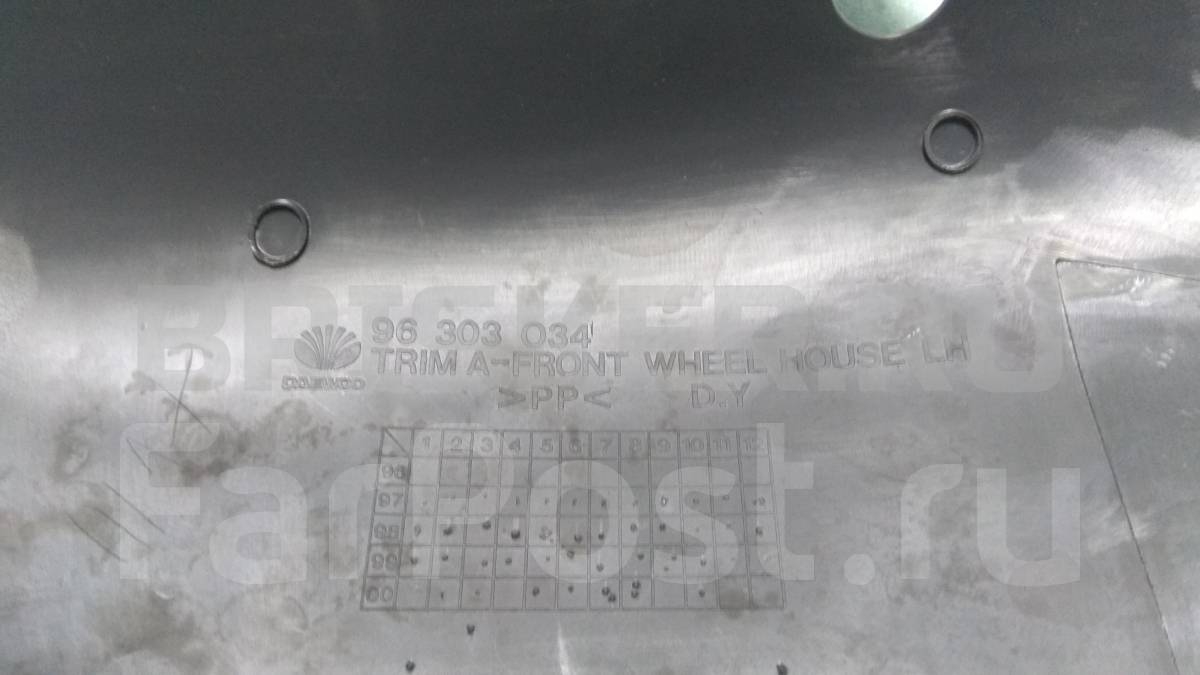 BRISKER.RU
96 303 034
DAEWOO
TRIM A-FRONT WHEEL HOUSE LH
>PP< D.Y
FarPost.ru
1 2 3 4 5 6 7 8 9 10 11 12
96
97
98
99
00